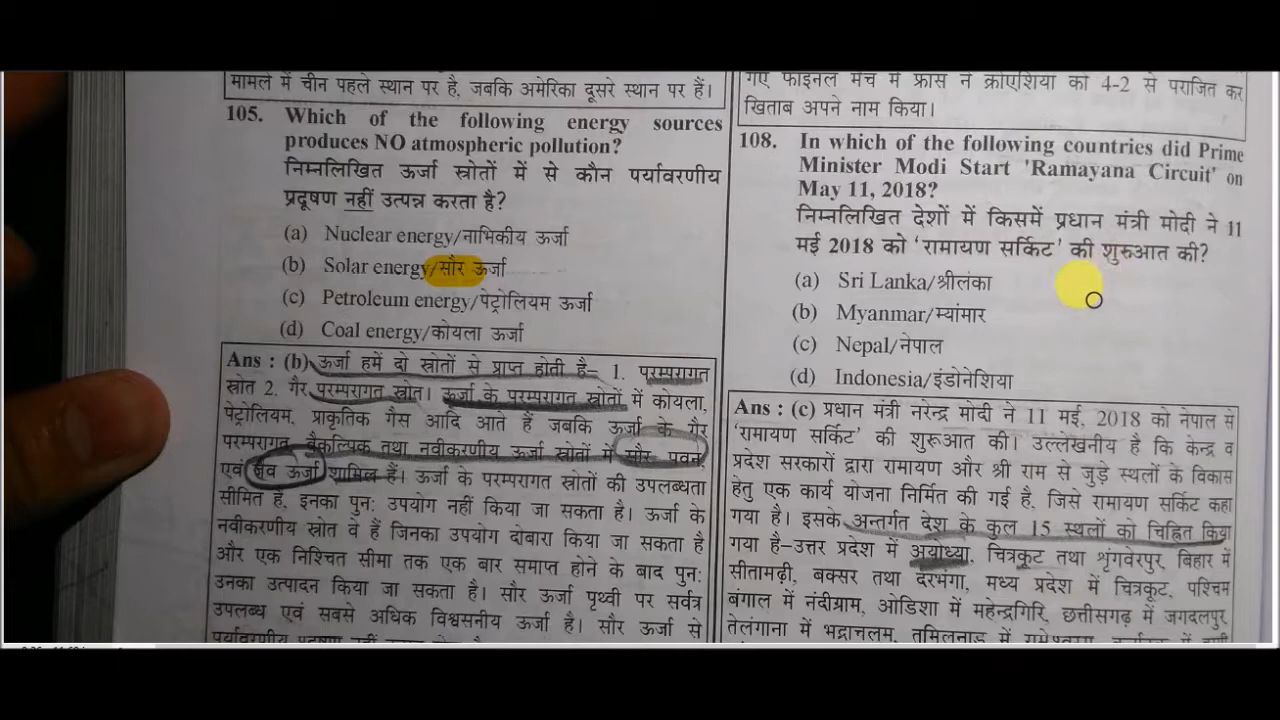 मामले में चीन पहले स्थान पर है, जबकि अमेरिका दूसरे स्थान पर हैं।
105. Which of the following energy sources
produces NO atmospheric pollution?
निम्नलिखित ऊर्जा स्त्रोतों में से कौन पर्यावरणीय
प्रदूषण नहीं उत्पन्न करता है?
(a) Nuclear energy/नाभिकीय ऊर्जा
(b) Solar energy/सौर ऊर्जा
(c) Petroleum energy/पेट्रोलियम ऊर्जा
(d) Coal energy/कोयला ऊर्जा
Ans : (b) ऊर्जा हमें दो स्त्रोतों से प्राप्त होती है– 1. परम्परागत
स्त्रोत 2. गैर परम्परागत स्त्रोत। ऊर्जा के परम्परागत स्त्रोतों में कोयला,
पेट्रोलियम, प्राकृतिक गैस आदि आते हैं जबकि ऊर्जा के गैर
परम्परागत, वैकल्पिक तथा नवीकरणीय ऊर्जा स्त्रोतों में सौर पवन,
एवं जैव ऊर्जा शामिल हैं। ऊर्जा के परम्परागत स्त्रोतों की उपलब्धता
सीमित है, इनका पुन: उपयोग नहीं किया जा सकता है। ऊर्जा के
नवीकरणीय स्त्रोत वे हैं जिनका उपयोग दोबारा किया जा सकता है
और एक निश्चित सीमा तक एक बार समाप्त होने के बाद पुन:
उनका उत्पादन किया जा सकता है। सौर ऊर्जा पृथ्वी पर सर्वत्र
उपलब्ध एवं सबसे अधिक विश्वसनीय ऊर्जा है। सौर ऊर्जा से
गए फाइनल मैच में फ्रांस ने क्रोएशिया को 4-2 से पराजित कर
खिताब अपने नाम किया।
108. In which of the following countries did Prime
Minister Modi Start 'Ramayana Circuit' on
May 11, 2018?
निम्नलिखित देशों में किसमें प्रधान मंत्री मोदी ने 11
मई 2018 को ‘रामायण सर्किट’ की शुरुआत की?
(a) Sri Lanka/श्रीलंका
(b) Myanmar/म्यांमार
(c) Nepal/नेपाल
(d) Indonesia/इंडोनेशिया
Ans : (c) प्रधान मंत्री नरेन्द्र मोदी ने 11 मई, 2018 को नेपाल से
‘रामायण सर्किट’ की शुरूआत की। उल्लेखनीय है कि केन्द्र व
प्रदेश सरकारों द्वारा रामायण और श्री राम से जुड़े स्थलों के विकास
हेतु एक कार्य योजना निर्मित की गई है, जिसे रामायण सर्किट कहा
गया है। इसके अन्तर्गत देश के कुल 15 स्थलों को चिह्नित किया
गया है–उत्तर प्रदेश में अयोध्या, चित्रकूट तथा शृंगवेरपुर, बिहार में
सीतामढ़ी, बक्सर तथा दरभंगा, मध्य प्रदेश में चित्रकूट, पश्चिम
बंगाल में नंदीग्राम, ओडिशा में महेन्द्रगिरि, छत्तीसगढ़ में जगदलपुर,
तेलंगाना में भद्राचलम, तमिलनाडु में रामेश्वरम,